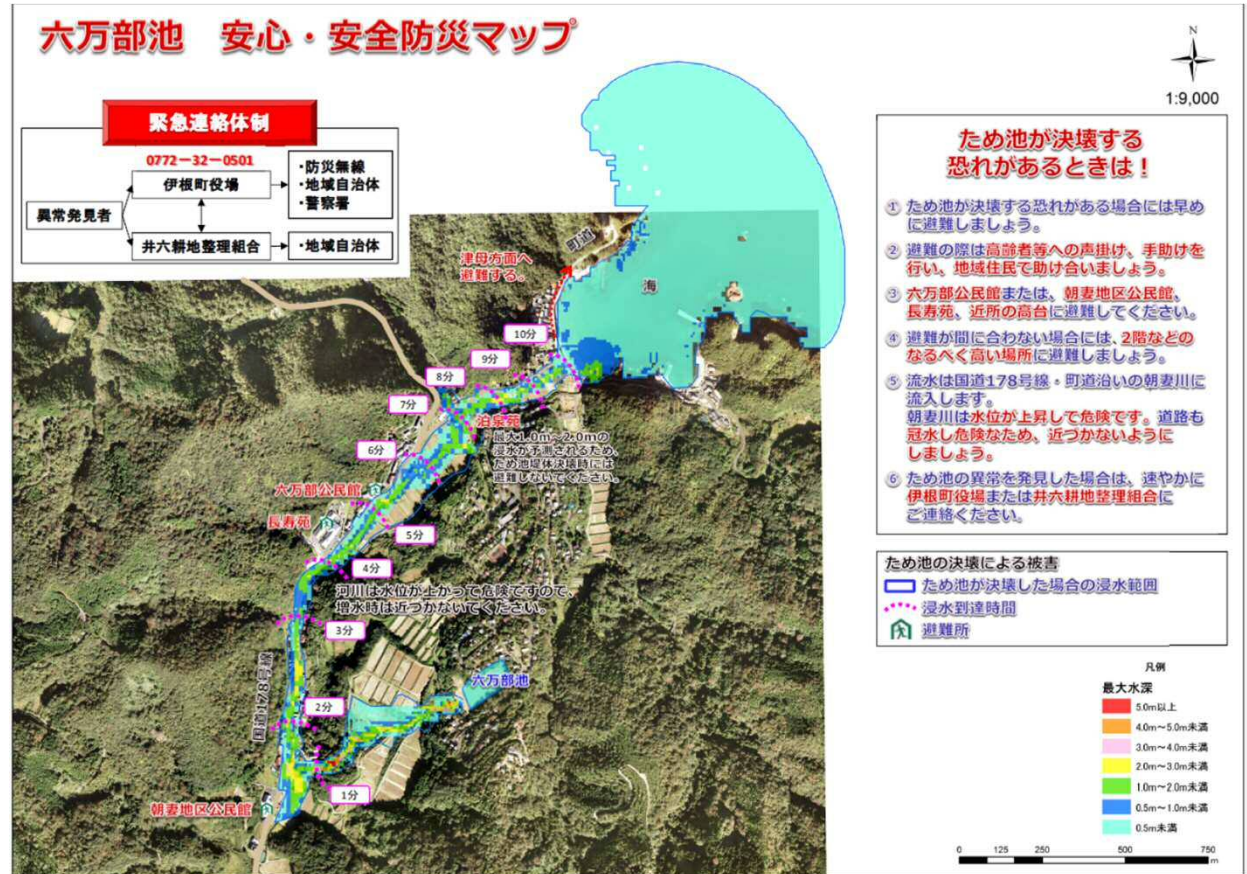 六万部池 安心・安全防災マップ
N
1:9,000
緊急連絡体制
0772－32－0501
異常発見者
伊根町役場
・防災無線
・地域自治体
・警察署
井六耕地整理組合
・地域自治体
ため池が決壊する
恐れがあるときは！
① ため池が決壊する恐れがある場合には早め
に避難しましょう。
② 避難の際は高齢者等への声掛け、手助けを
行い、地域住民で助け合いましょう。
③ 六万部公民館または、朝妻地区公民館、
長寿苑、近所の高台に避難してください。
④ 避難が間に合わない場合には、2階などの
なるべく高い場所に避難しましょう。
⑤ 流水は国道178号線・町道沿いの朝妻川に
流入します。
朝妻川は水位が上昇して危険です。道路も
冠水し危険なため、近づかないように
しましょう。
⑥ ため池の異常を発見した場合は、速やかに
伊根町役場または井六耕地整理組合に
ご連絡ください。
町道
津母方面へ
避難する。
海
10分
9分
8分
7分
泊泉苑
最大1.0m～2.0mの
浸水が予測されるため、
ため池堤体決壊時には
避難しないでください。
6分
六万部公民館
長寿苑
5分
4分
河川は水位が上がって危険ですので、
増水時は近つかないでください。
3分
国道178号線
六万部池
2分
1分
朝妻地区公民館
ため池の決壊による被害
ため池が決壊した場合の浸水範囲
浸水到達時間
避難所
凡例
最大水深
5.0m以上
4.0m～5.0m未満
3.0m～4.0m未満
2.0m～3.0m未満
1.0m～2.0m未満
0.5m～1.0m未満
0.5m未満
0 125 250 500 750
m